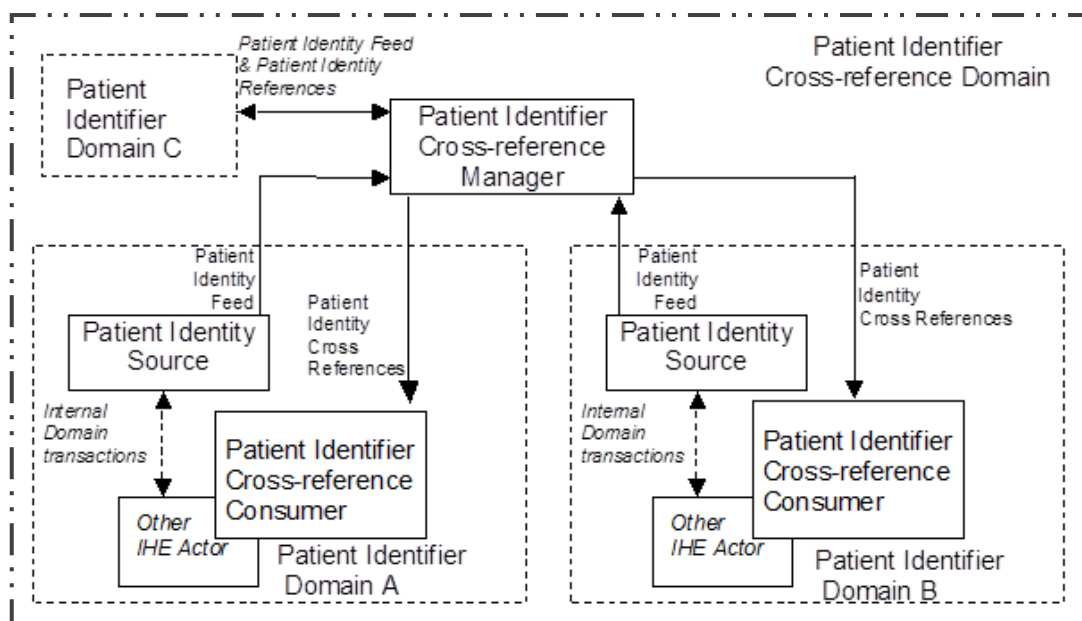 Patient Identity Feed
& Patient Identity
References
Patient Identifier
Cross-reference Domain
Patient
Identifier
Domain C
Patient Identifier
Cross-reference
Manager
Patient
Identity
Feed
Patient
Identity
Cross
References
Patient Identity
Source
Internal
Domain
transactions
Patient Identifier
Cross-reference
Consumer
Other
IHE Actor
Patient Identifier
Domain A
Patient
Identity
Feed
Patient
Identity
Cross References
Patient Identity
Source
Internal
Domain
transactions
Patient Identifier
Cross-reference
Consumer
Other
IHE Actor
Patient Identifier
Domain B